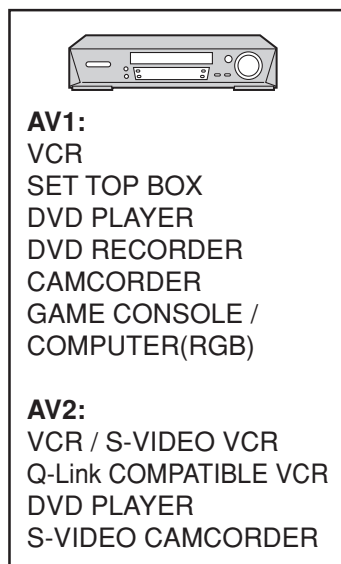 AV1:
VCR
SET TOP BOX
DVD PLAYER
DVD RECORDER
CAMCORDER
GAME CONSOLE /
COMPUTER(RGB)
AV2:
VCR / S-VIDEO VCR
Q-Link COMPATIBLE VCR
DVD PLAYER
S-VIDEO CAMCORDER